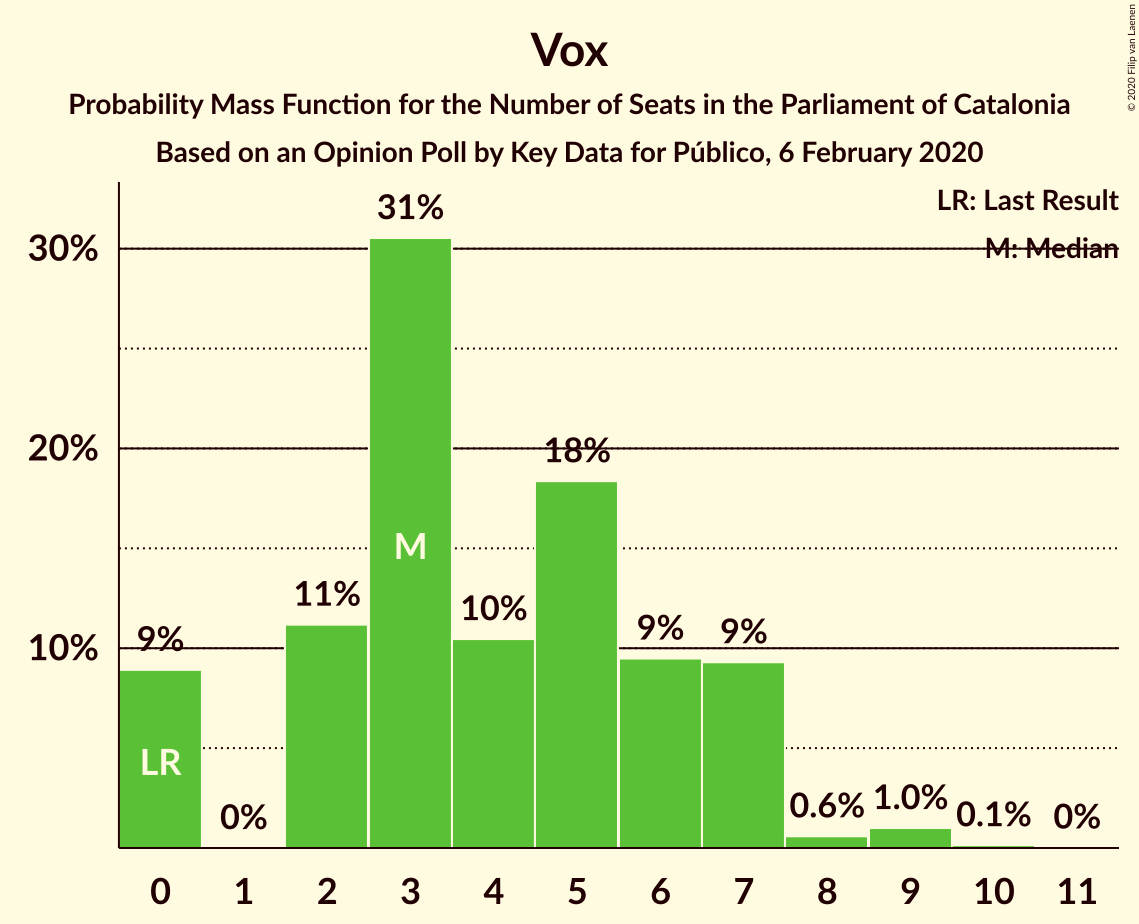 Vox
Probability Mass Function for the Number of Seats in the Parliament of Catalonia
Based on an Opinion Poll by Key Data for Público, 6 February 2020
© 2020 Filip van Laenen
LR: Last Result
M: Median
30%
20%
10%
9%
0%
11%
31%
10%
18%
9%
9%
0.6%
1.0%
0.1%
0%
LR
M
0 1 2 3 4 5 6 7 8 9 10 11